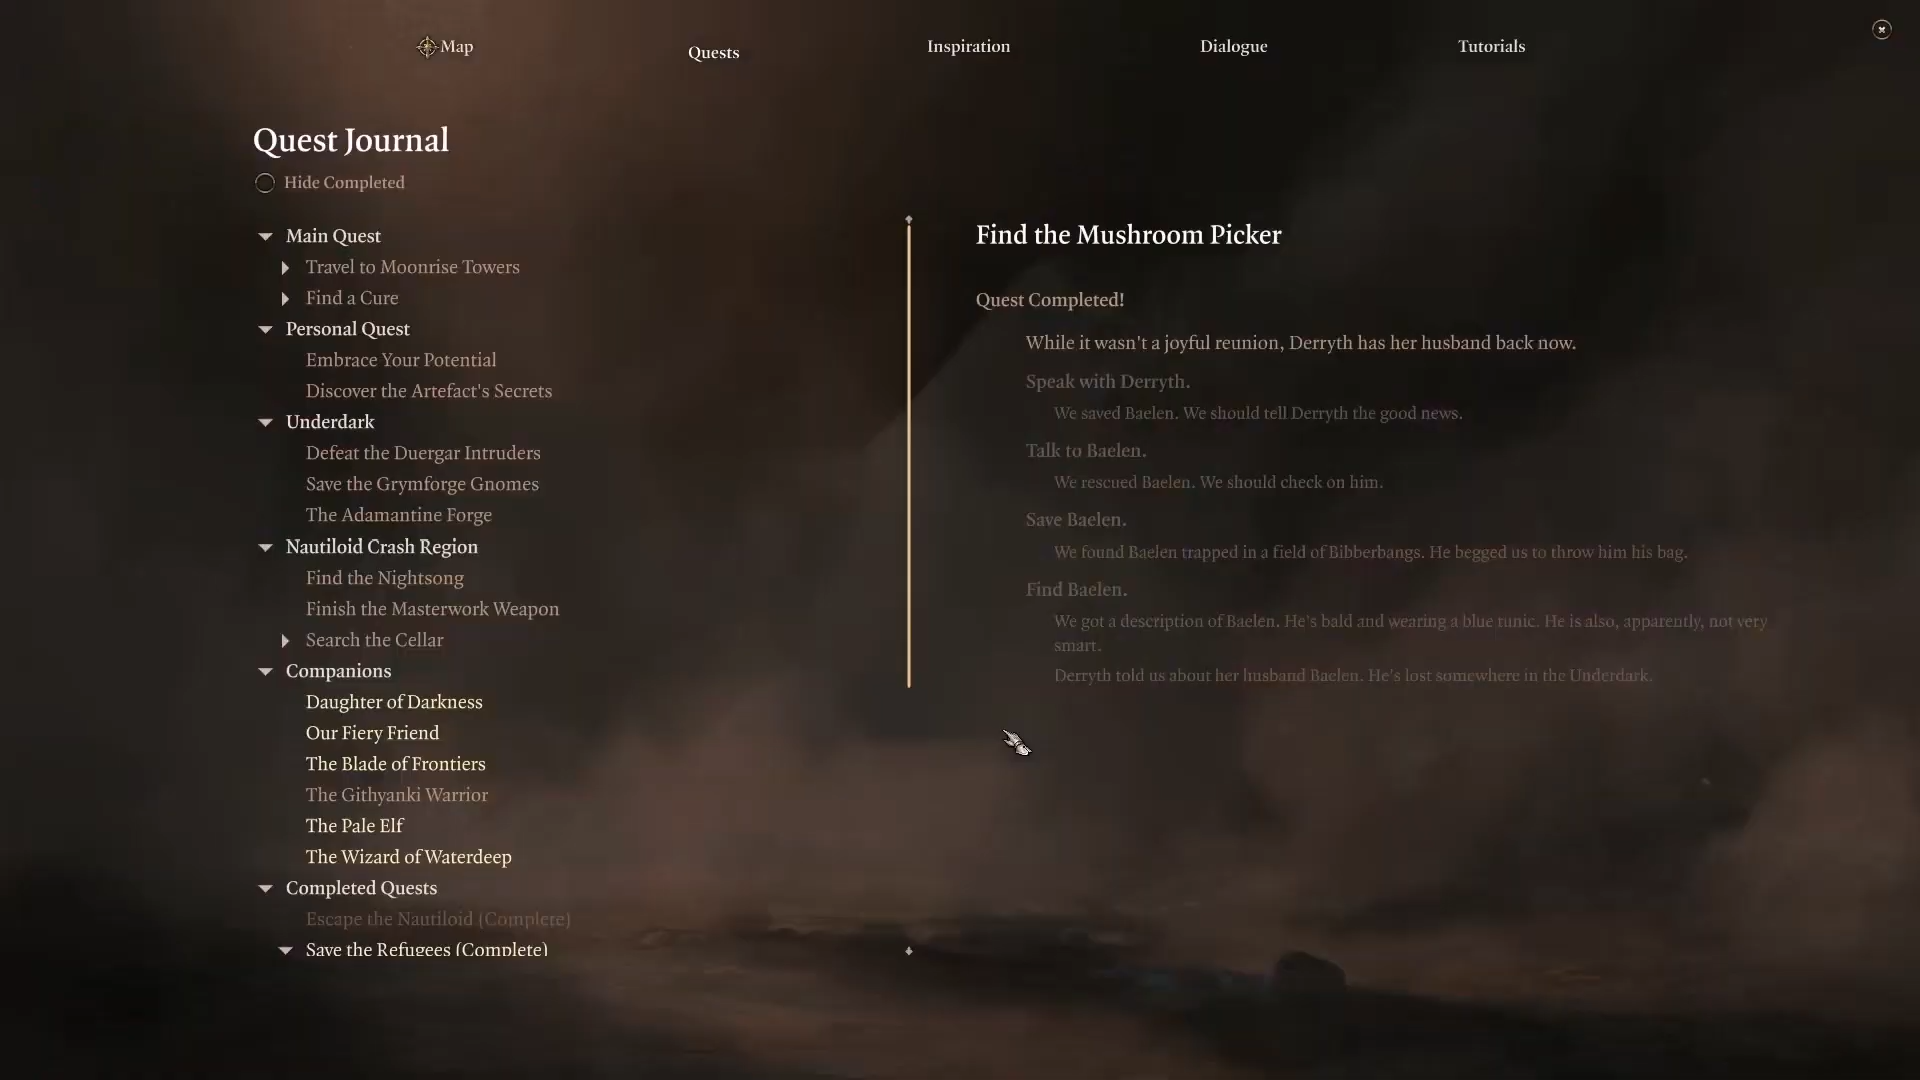 Map
Quests
Inspiration
Dialogue
Tutorials
Quest Journal
Hide Completed
Main Quest
Travel to Moonrise Towers
Find a Cure
Personal Quest
Embrace Your Potential
Discover the Artefact's Secrets
Underdark
Defeat the Duergar Intruders
Save the Grymforge Gnomes
The Adamantine Forge
Nautiloid Crash Region
Find the Nightsong
Finish the Masterwork Weapon
Search the Cellar
Companions
Daughter of Darkness
Our Fiery Friend
The Blade of Frontiers
The Githyanki Warrior
The Pale Elf
The Wizard of Waterdeep
Completed Quests
Escape the Nautiloid (Complete)
Save the Refugees (Complete)
Find the Mushroom Picker
Quest Completed!
While it wasn't a joyful reunion, Derryth has her husband back now.
Speak with Derryth.
We saved Baelen. We should tell Derryth the good news.
Talk to Baelen.
We rescued Baelen. We should check on him.
Save Baelen.
We found Baelen trapped in a field of Bibberbangs. He begged us to throw him his bag.
Find Baelen.
We got a description of Baelen. He's bald and wearing a blue tunic. He is also, apparently, not very
smart.
Derryth told us about her husband Baelen. He's lost somewhere in the Underdark.